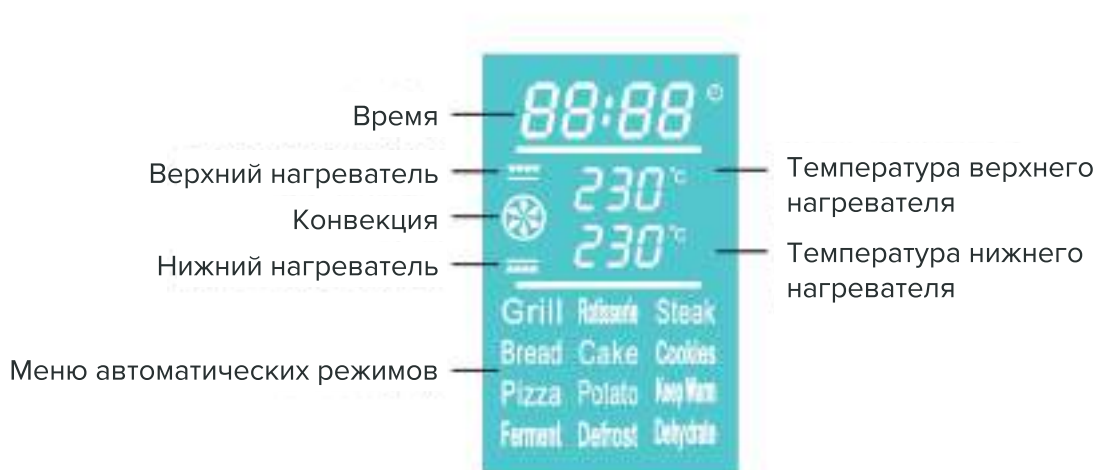 Время
Верхний нагреватель
Конвекция
Нижний нагреватель
Меню автоматических режимов
88:88
230°C
230°C
Grill Rotisserie Steak
Bread Cake Cookies
Pizza Potato Keep Warm
Ferment Defrost Dehydrate
Температура верхнего
нагревателя
Температура нижнего
нагревателя